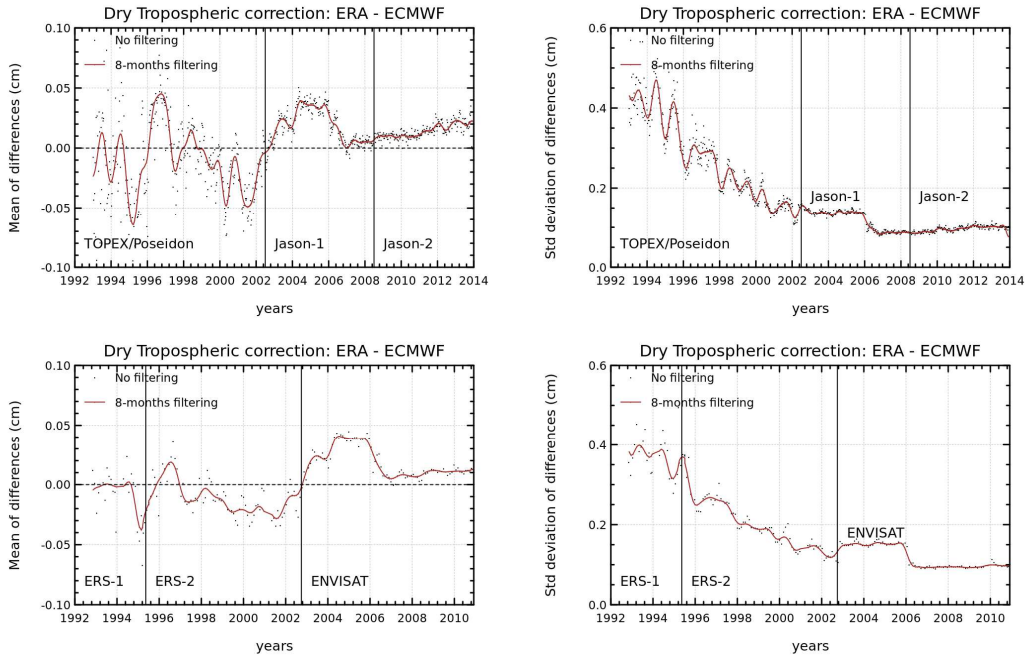 Dry Tropospheric correction: ERA - ECMWF
Mean of differences (cm)
0.10
0.05
0.00
-0.05
-0.10
No filtering
8-months filtering
TOPEX/Poseidon
Jason-1
Jason-2
1992 1994 1996 1998 2000 2002 2004 2006 2008 2010 2012 2014
years
Dry Tropospheric correction: ERA - ECMWF
Std deviation of differences (cm)
0.6
0.4
0.2
0.0
No filtering
8-months filtering
Jason-1
Jason-2
TOPEX/Poseidon
1992 1994 1996 1998 2000 2002 2004 2006 2008 2010 2012 2014
years
Dry Tropospheric correction: ERA - ECMWF
Mean of differences (cm)
0.10
0.05
0.00
-0.05
-0.10
No filtering
8-months filtering
ERS-1
ERS-2
ENVISAT
1992 1994 1996 1998 2000 2002 2004 2006 2008 2010
years
Dry Tropospheric correction: ERA - ECMWF
Std deviation of differences (cm)
0.6
0.4
0.2
0.0
No filtering
8-months filtering
ENVISAT
ERS-1
ERS-2
1992 1994 1996 1998 2000 2002 2004 2006 2008 2010
years